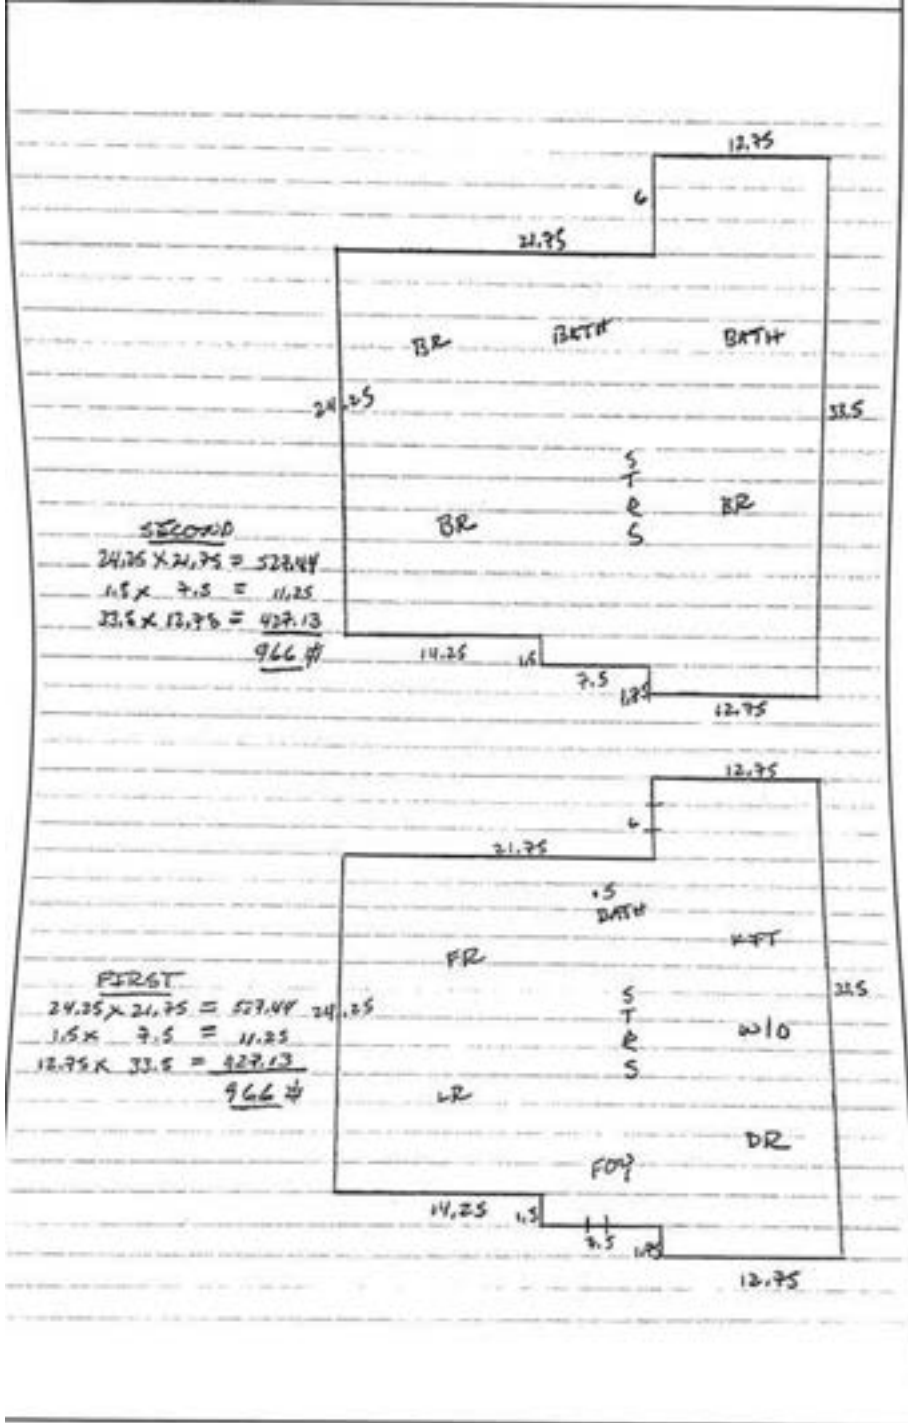 12.75
6
21.75
BR BATH BATH
24.25 33.5
S
T
R
S
BR BR
SECOND
24.25 x 21.75 = 527.44
1.5 x 7.5 = 11.25
33.5 x 12.75 = 427.13
966 #
14.25 1.5
7.5 1.75
12.75
12.75
6
21.75
.5
BATH
FR KIT
FIRST
24.25 x 21.75 = 527.44 24.25 33.5
1.5 x 7.5 = 11.25
12.75 x 33.5 = 427.13
966 #
S
T
R
S
W/O
LR
DR
FOY
14.25 1.5
7.5 1.75
12.75